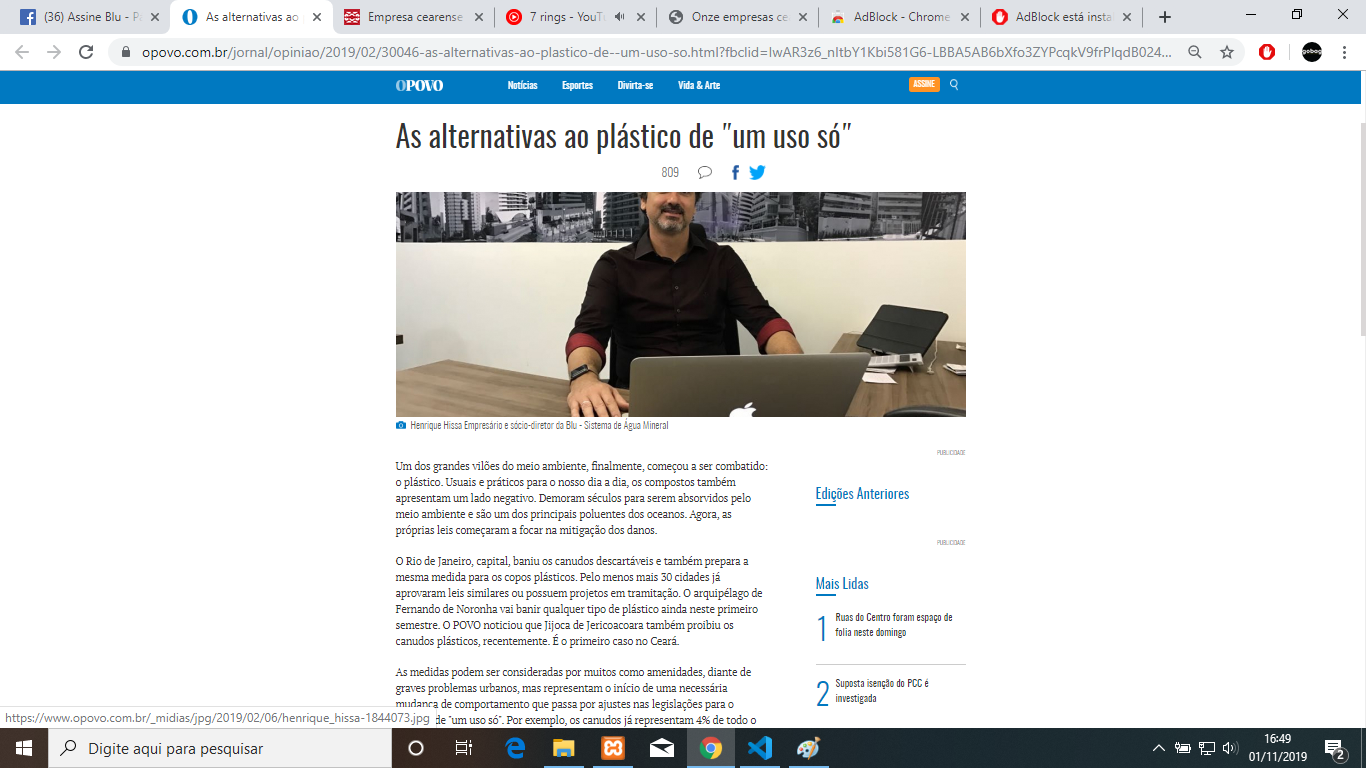 (36) Assine Blu - Pá
As alternativas ao
Empresa cearense
7 rings - YouTu
Onze empresas ce
AdBlock - Chrome
AdBlock está insta
opovo.com.br/jornal/opiniao/2019/02/30046-as-alternativas-ao-plastico-de--um-uso-so.html?fbclid=IwAR3z6_nItbY1Kbi581G6-LBBA5AB6bXfo3ZYPcqkV9frPlqdB024...
gobag
OPOVO
Notícias Esportes Divirta-se Vida & Arte
ASSINE
As alternativas ao plástico de "um uso só"
809
Henrique Hissa Empresário e sócio-diretor da Blu - Sistema de Água Mineral
Um dos grandes vilões do meio ambiente, finalmente, começou a ser combatido:
o plástico. Usuais e práticos para o nosso dia a dia, os compostos também
apresentam um lado negativo. Demoram séculos para serem absorvidos pelo
meio ambiente e são um dos principais poluentes dos oceanos. Agora, as
próprias leis começaram a focar na mitigação dos danos.
O Rio de Janeiro, capital, baniu os canudos descartáveis e também prepara a
mesma medida para os copos plásticos. Pelo menos mais 30 cidades já
aprovaram leis similares ou possuem projetos em tramitação. O arquipélago de
Fernando de Noronha vai banir qualquer tipo de plástico ainda neste primeiro
semestre. O POVO noticiou que Jijoca de Jericoacoara também proibiu os
canudos plásticos, recentemente. É o primeiro caso no Ceará.
As medidas podem ser consideradas por muitos como amenidades, diante de
graves problemas urbanos, mas representam o início de uma necessária
mudança de comportamento que passa por ajustes nas legislações para o
de "um uso só". Por exemplo, os canudos já representam 4% de todo o
PUBLICIDADE
Edições Anteriores
PUBLICIDADE
Mais Lidas
1
Ruas do Centro foram espaço de
folia neste domingo
2
Suposta isenção do PCC é
investigada
https://www.opovo.com.br/_midias/jpg/2019/02/06/henrique_hissa-1844073.jpg
Digite aqui para pesquisar
16:49
01/11/2019
2